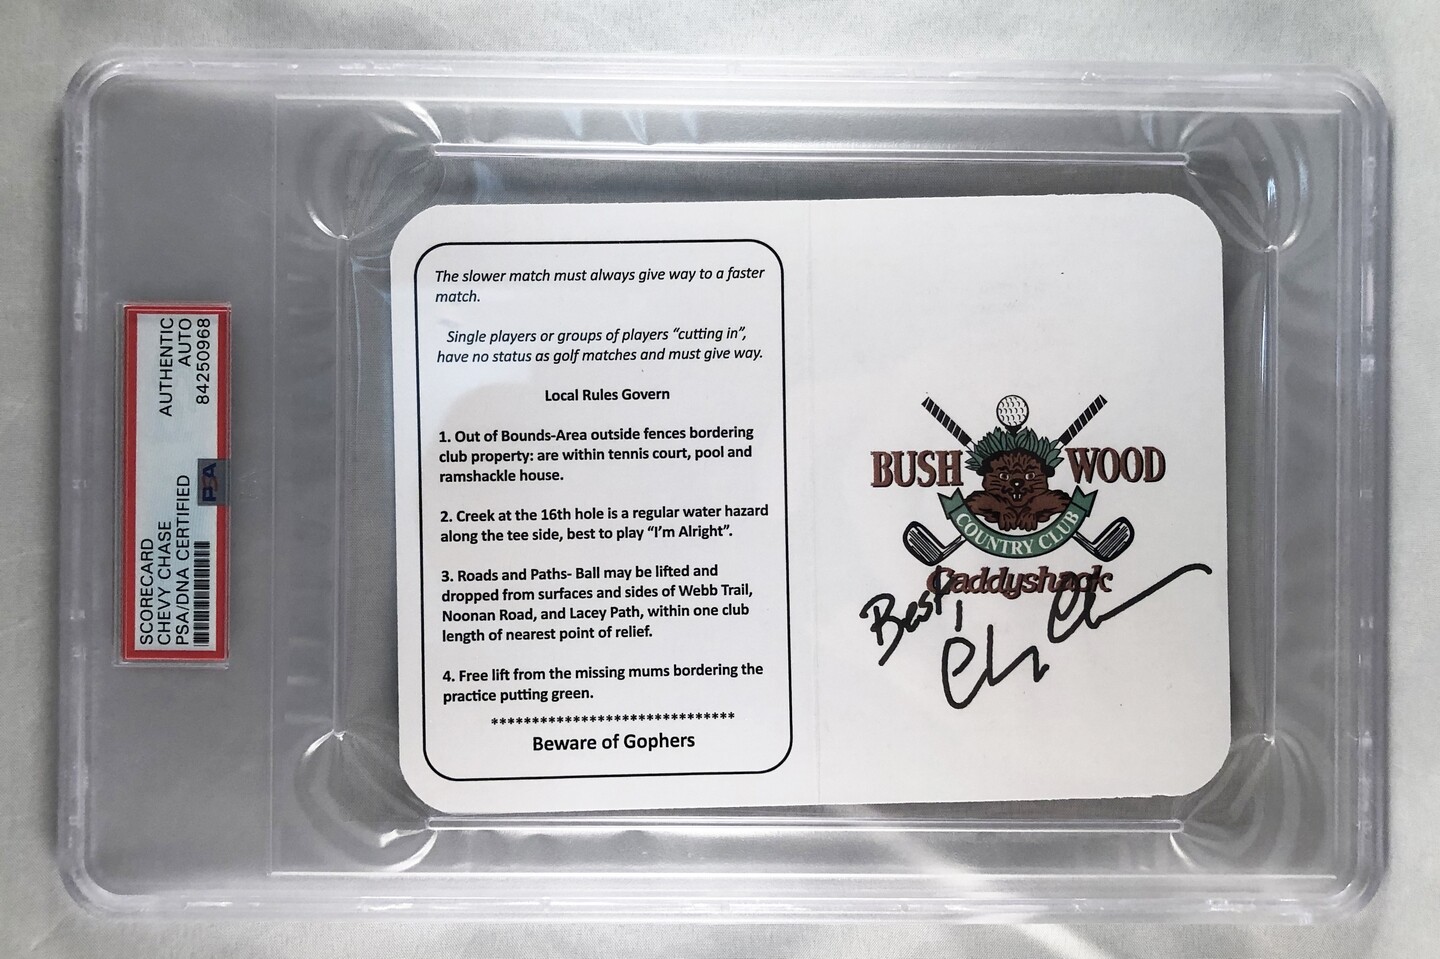 SCORECARD
CHEVY CHASE
PSA/DNA CERTIFIED
AUTHENTIC
AUTO
84250968
PSA
The slower match must always give way to a faster
match.
Single players or groups of players “cutting in”,
have no status as golf matches and must give way.
Local Rules Govern
1. Out of Bounds-Area outside fences bordering
club property: are within tennis court, pool and
ramshackle house.
2. Creek at the 16th hole is a regular water hazard
along the tee side, best to play “I’m Alright”.
3. Roads and Paths- Ball may be lifted and
dropped from surfaces and sides of Webb Trail,
Noonan Road, and Lacey Path, within one club
length of nearest point of relief.
4. Free lift from the missing mums bordering the
practice putting green.
******************************
Beware of Gophers
BUSH WOOD
COUNTRY CLUB
Caddyshack
Best,